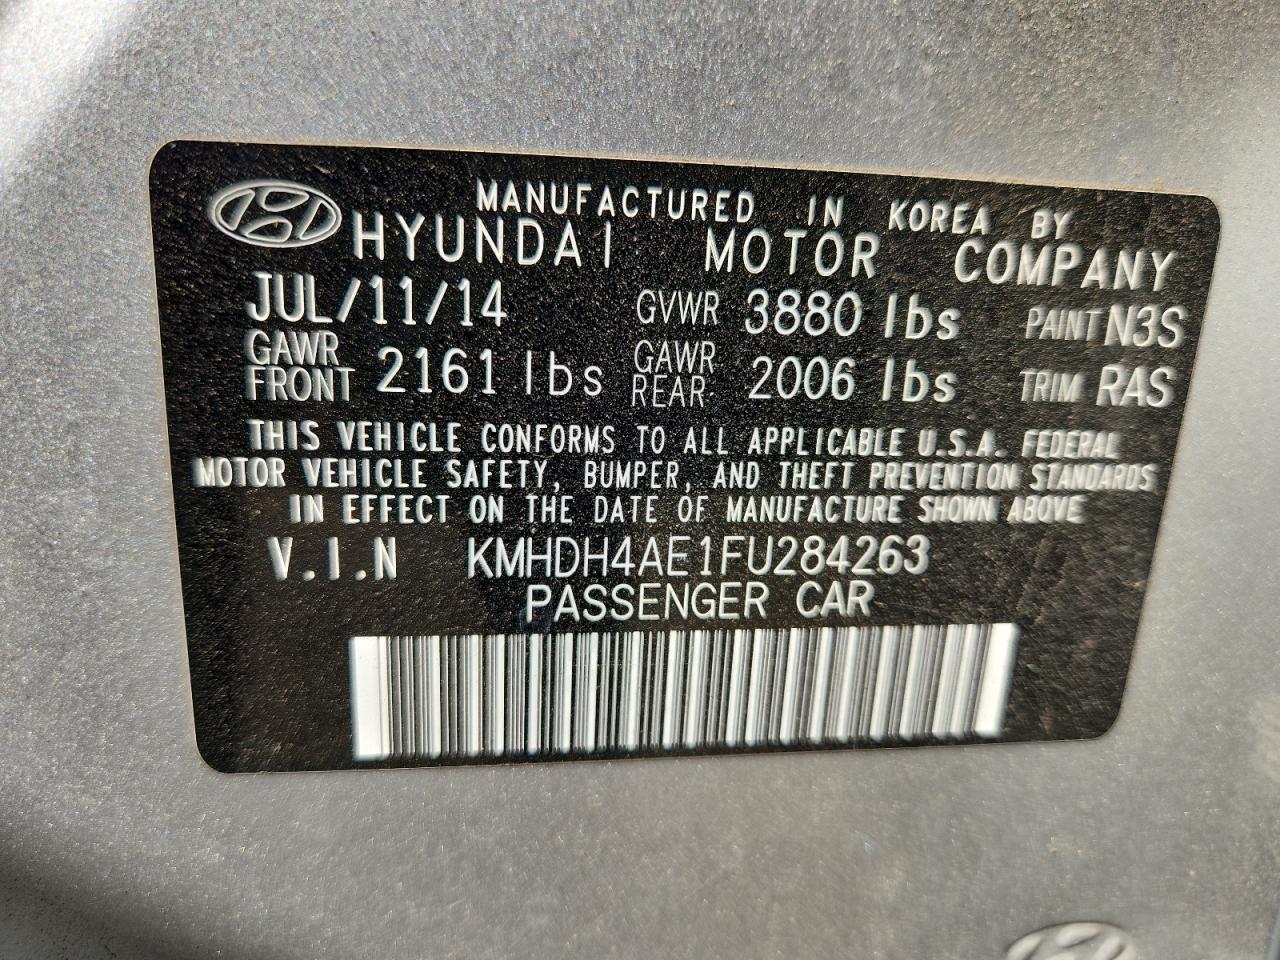 MANUFACTURED IN KOREA BY
HYUNDAI MOTOR COMPANY
JUL/11/14 GVWR 3880 lbs PAINT N3S
GAWR FRONT 2161 lbs GAWR REAR 2006 lbs TRIM RAS
THIS VEHICLE CONFORMS TO ALL APPLICABLE U.S.A. FEDERAL
MOTOR VEHICLE SAFETY, BUMPER, AND THEFT PREVENTION STANDARDS
IN EFFECT ON THE DATE OF MANUFACTURE SHOWN ABOVE
V.I.N KMHDH4AE1FU284263
PASSENGER CAR